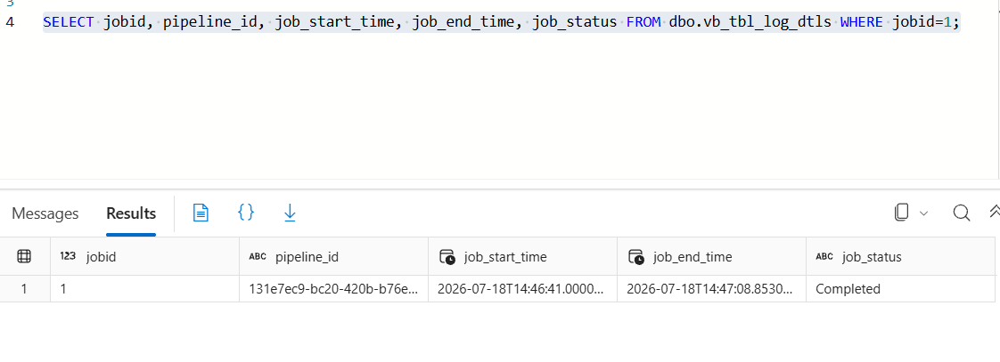 3
4 SELECT jobid, pipeline_id, job_start_time, job_end_time, job_status FROM dbo.vb_tbl_log_dtls WHERE jobid=1;
Messages Results {}
123 jobid ABC pipeline_id job_start_time job_end_time ABC job_status
1 1 131e7ec9-bc20-420b-b76e... 2026-07-18T14:46:41.0000... 2026-07-18T14:47:08.8530... Completed